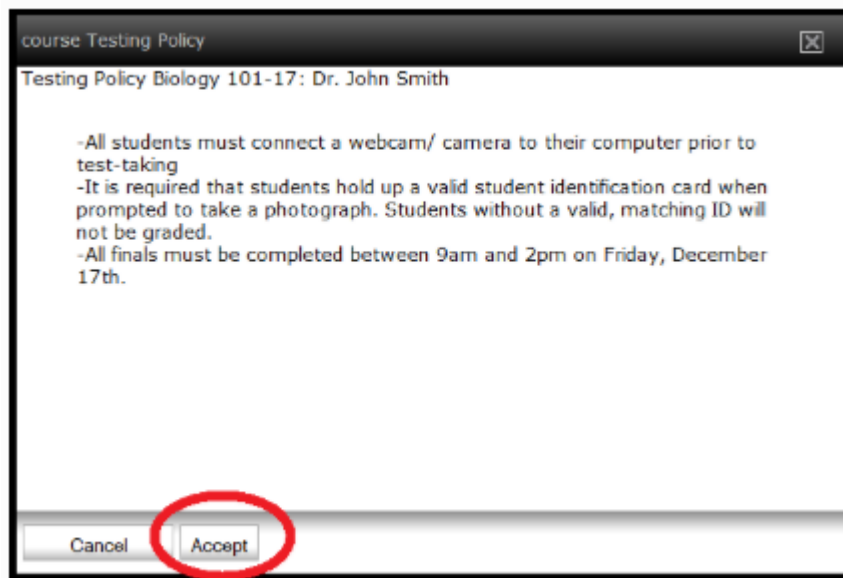 course Testing Policy
Testing Policy Biology 101-17: Dr. John Smith
-All students must connect a webcam/ camera to their computer prior to
test-taking
-It is required that students hold up a valid student identification card when
prompted to take a photograph. Students without a valid, matching ID will
not be graded.
-All finals must be completed between 9am and 2pm on Friday, December
17th.
Cancel
Accept